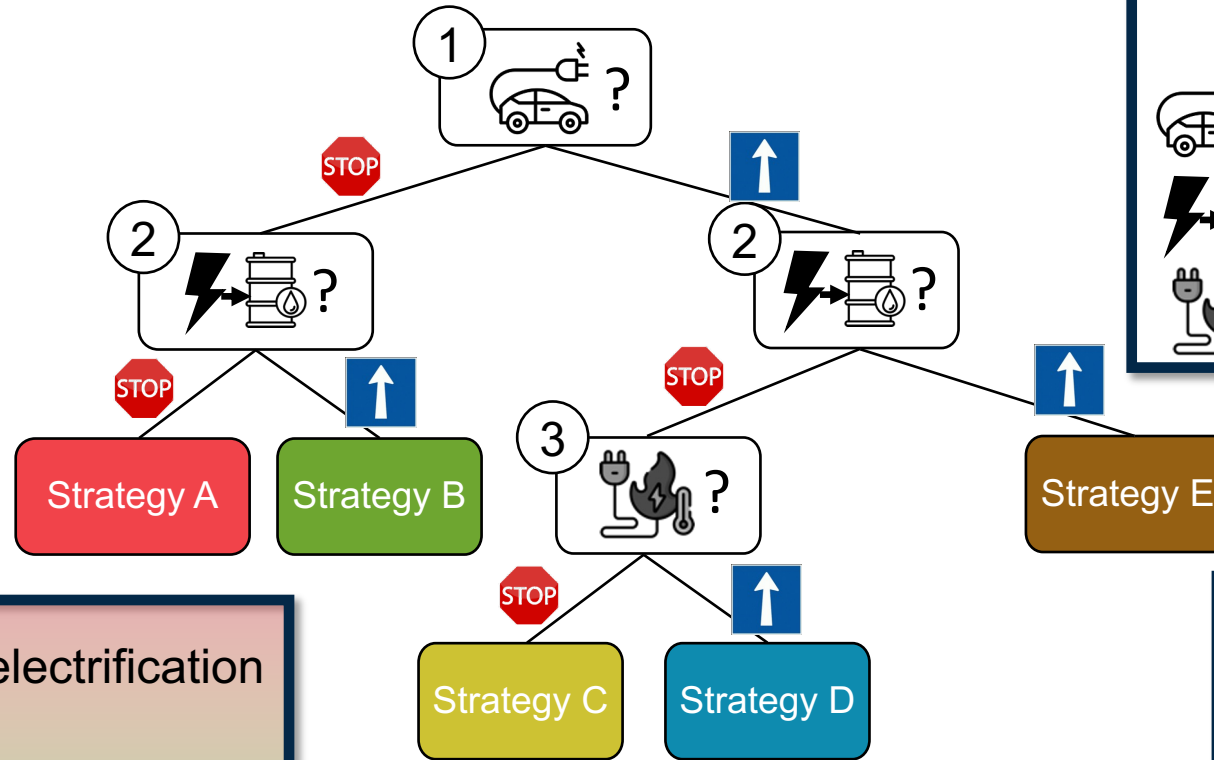 1
?
STOP
2
?
2
?
STOP
STOP
3
?
Strategy A
Strategy B
Strategy E
STOP
electrification
Strategy C
Strategy D